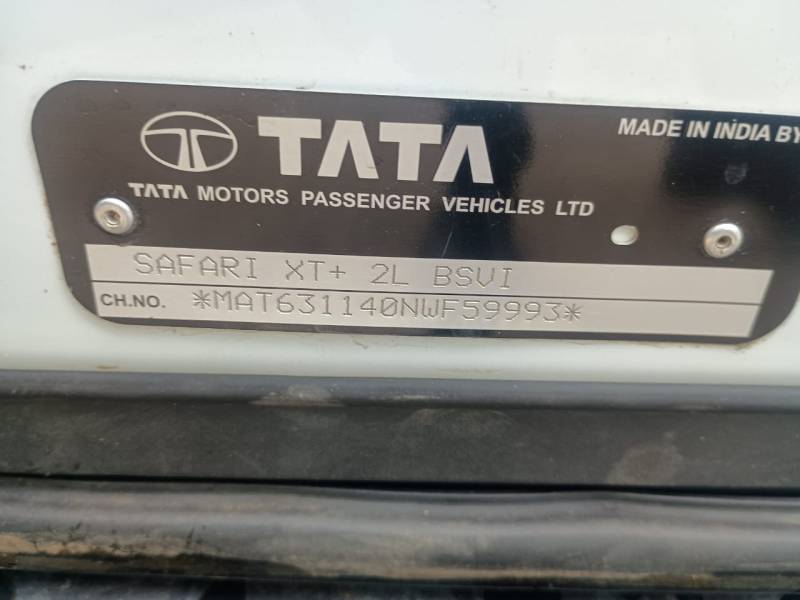 TATA
MADE IN INDIA BY
TATA MOTORS PASSENGER VEHICLES LTD
SAFARI XT+ 2L BSVI
CH.NO. *MAT631140NWF59993*